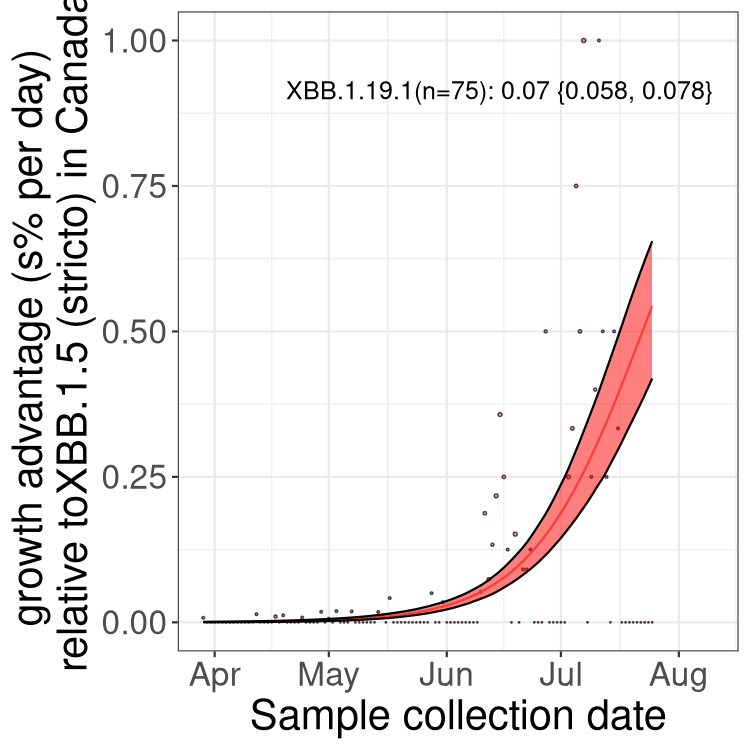 growth advantage (s% per day)
relative toXBB.1.5 (stricto) in Canada
1.00
0.75
0.50
0.25
0.00
XBB.1.19.1(n=75): 0.07 {0.058, 0.078}
Apr May Jun Jul Aug
Sample collection date